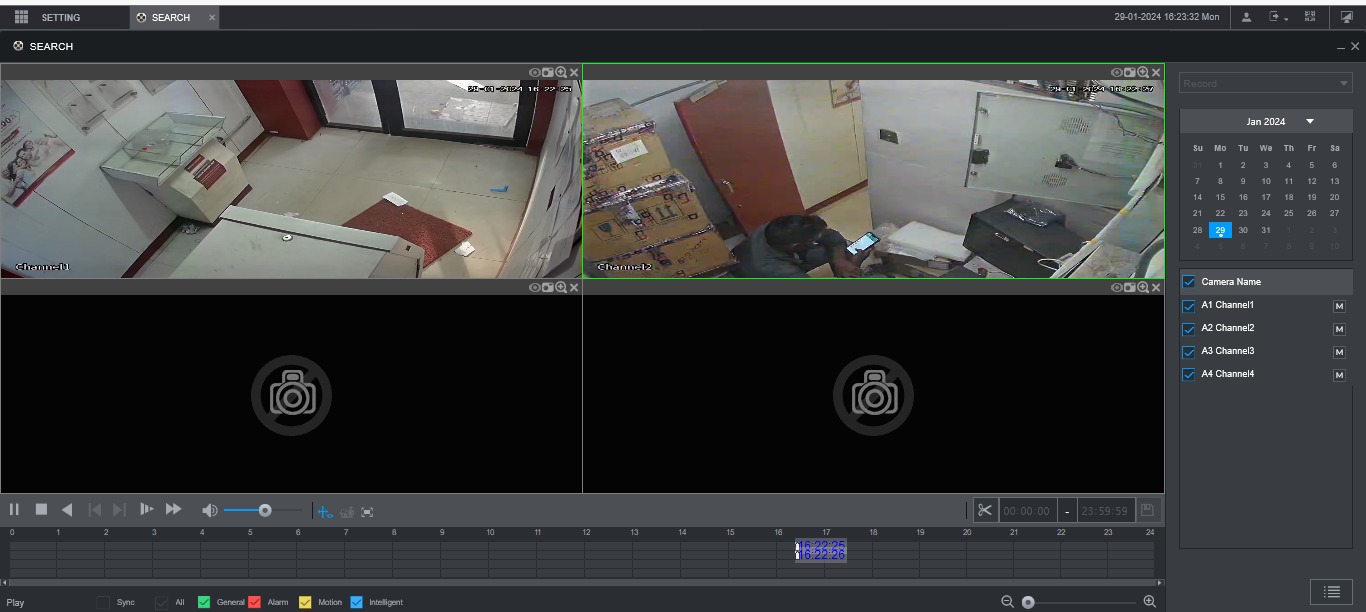 SETTING
SEARCH
29-01-2024 16:23:32 Mon
SEARCH
29-01-2024 16:22:25
Channel1
29-01-2024 16:22:27
Channel2
Record
Jan 2024
Su Mo Tu We Th Fr Sa
31 1 2 3 4 5 6
7 8 9 10 11 12 13
14 15 16 17 18 19 20
21 22 23 24 25 26 27
28 29 30 31 1 2 3
4 5 6 7 8 9 10
Camera Name
A1 Channel1 M
A2 Channel2 M
A3 Channel3 M
A4 Channel4 M
00:00:00 - 23:59:59
0 1 2 3 4 5 6 7 8 9 10 11 12 13 14 15 16 17 18 19 20 21 22 23 24
16:22:25
16:22:26
Play
Sync
All
General
Alarm
Motion
Intelligent